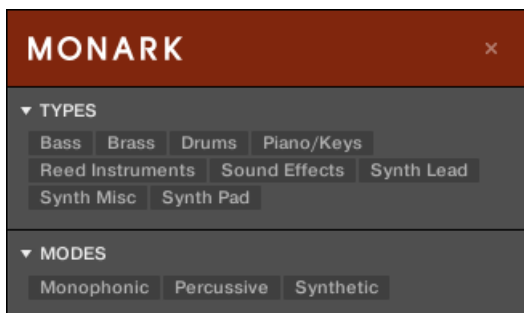 MONARK ×
TYPES
Bass Brass Drums Piano/Keys
Reed Instruments Sound Effects Synth Lead
Synth Misc Synth Pad
MODES
Monophonic Percussive Synthetic